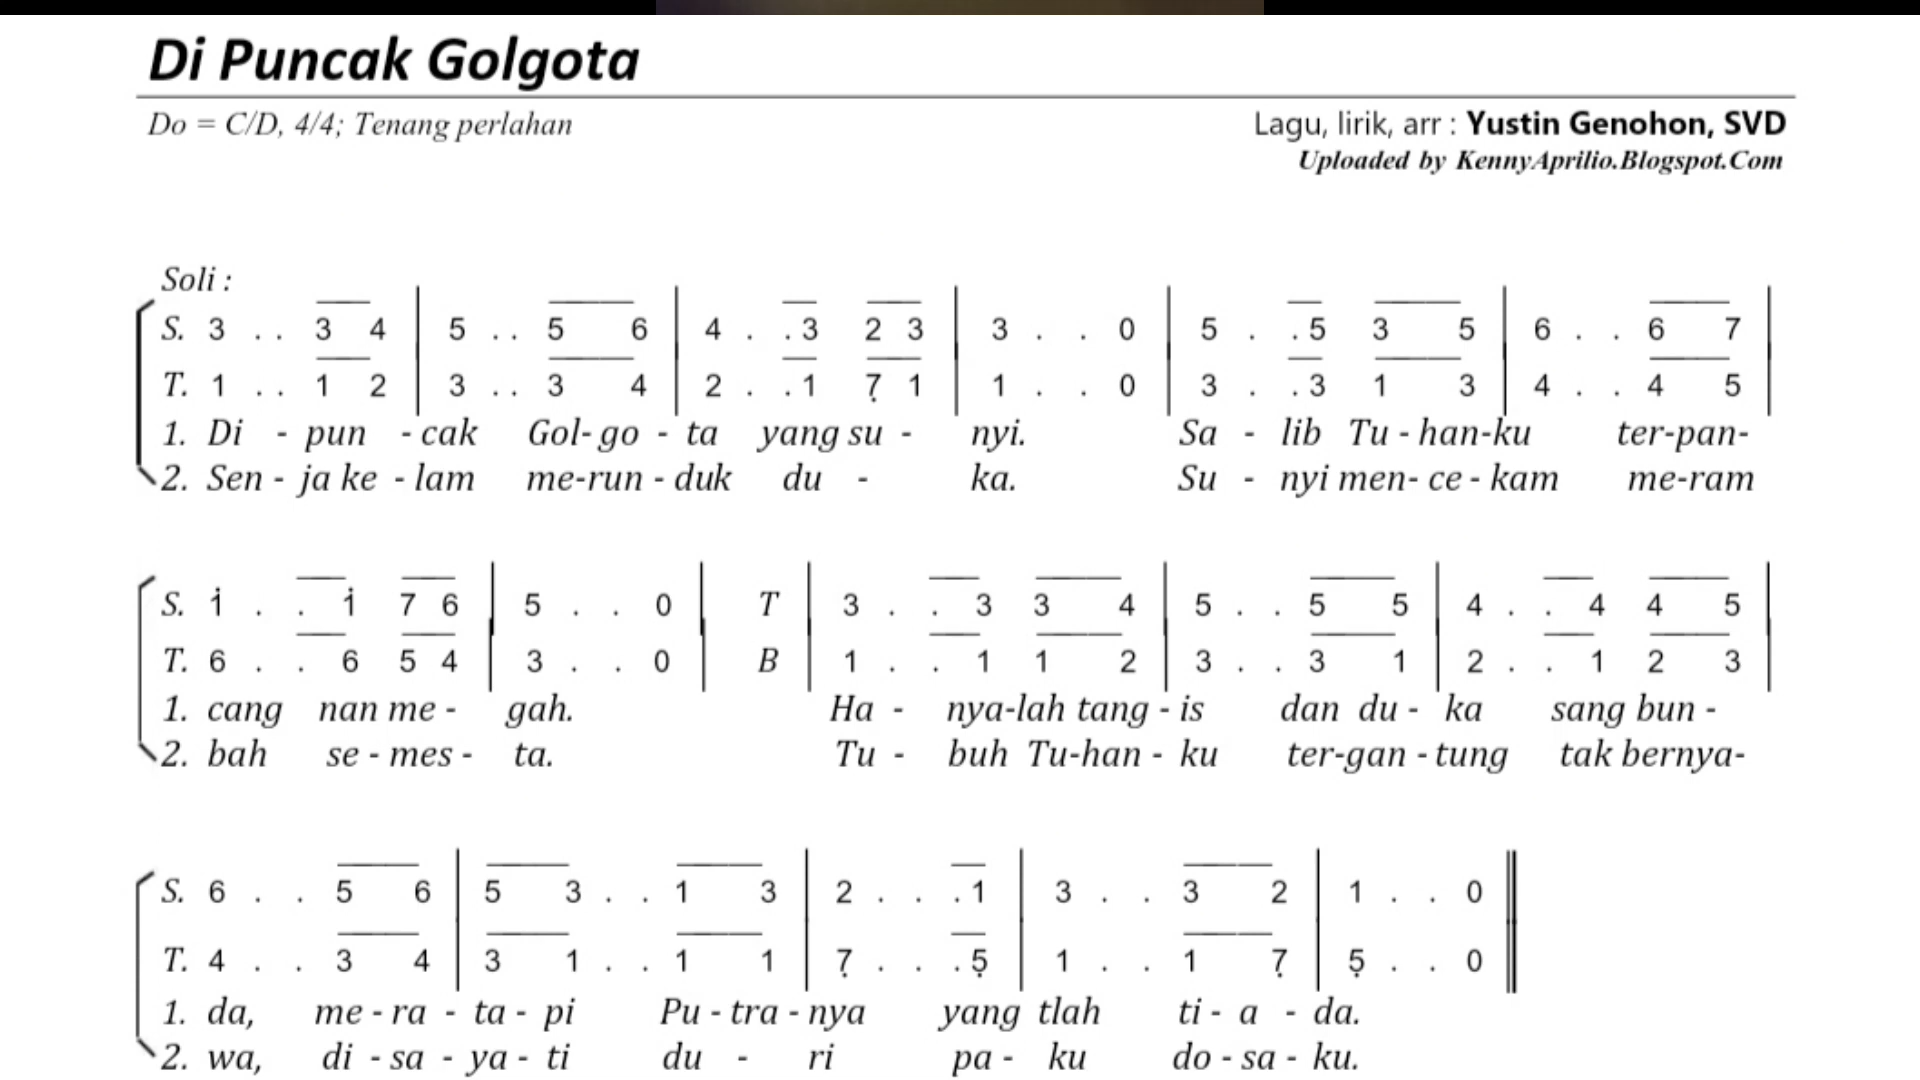 Di Puncak Golgota
Do = C/D, 4/4; Tenang perlahan
Lagu, lirik, arr : Yustin Genohon, SVD
Uploaded by KennyAprilio.Blogspot.Com
Soli :
S. 3 . . 3 4 | 5 . . 5 6 | 4 . . 3 2 3 | 3 . . 0 | 5 . . 5 3 5 | 6 . . 6 7 |
T. 1 . . 1 2 | 3 . . 3 4 | 2 . . 1 7̣ 1 | 1 . . 0 | 3 . . 3 1 3 | 4 . . 4 5 |
1. Di - pun - cak Gol- go - ta yang su - nyi. Sa - lib Tu - han-ku ter-pan-
2. Sen - ja ke - lam me-run - duk du - ka. Su - nyi men- ce - kam me-ram
S. 1̇ . . 1̇ 7 6 | 5 . . 0 | T | 3 . . 3 3 4 | 5 . . 5 5 | 4 . . 4 4 5 |
T. 6 . . 6 5 4 | 3 . . 0 | B | 1 . . 1 1 2 | 3 . . 3 1 | 2 . . 1 2 3 |
1. cang nan me - gah. Ha - nya-lah tang - is dan du - ka sang bun -
2. bah se - mes - ta. Tu - buh Tu-han - ku ter-gan - tung tak bernya-
S. 6 . . 5 6 | 5 3 . . 1 3 | 2 . . . 1 | 3 . . 3 2 | 1 . . 0 ||
T. 4 . . 3 4 | 3 1 . . 1 1 | 7̣ . . . 5̣ | 1 . . 1 7̣ | 5̣ . . 0 ||
1. da, me - ra - ta - pi Pu - tra - nya yang tlah ti - a - da.
2. wa, di - sa - ya - ti du - ri pa - ku do - sa - ku.